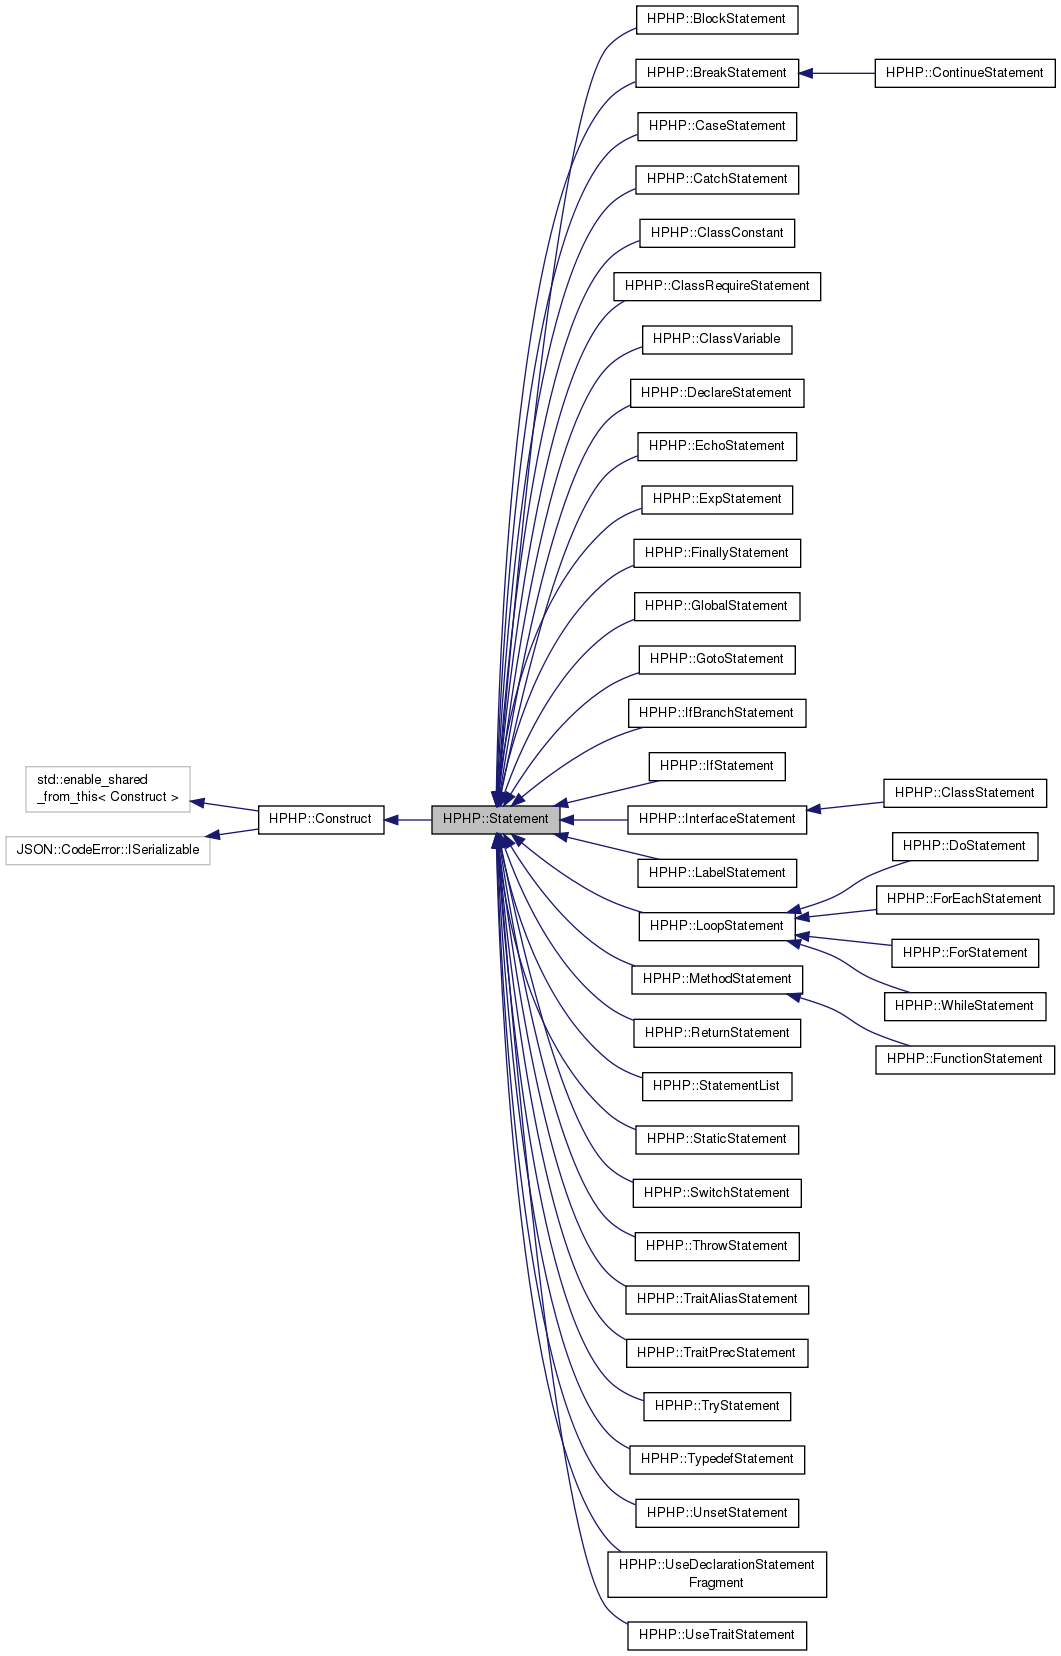 HPHP::BlockStatement
HPHP::BreakStatement
HPHP::ContinueStatement
HPHP::CaseStatement
HPHP::CatchStatement
HPHP::ClassConstant
HPHP::ClassRequireStatement
HPHP::ClassVariable
HPHP::DeclareStatement
HPHP::EchoStatement
HPHP::ExpStatement
HPHP::FinallyStatement
HPHP::GlobalStatement
HPHP::GotoStatement
HPHP::IfBranchStatement
HPHP::IfStatement
std::enable_shared
_from_this< Construct >
HPHP::ClassStatement
HPHP::Construct
HPHP::Statement
HPHP::InterfaceStatement
JSON::CodeError::ISerializable
HPHP::DoStatement
HPHP::LabelStatement
HPHP::ForEachStatement
HPHP::LoopStatement
HPHP::ForStatement
HPHP::MethodStatement
HPHP::WhileStatement
HPHP::ReturnStatement
HPHP::FunctionStatement
HPHP::StatementList
HPHP::StaticStatement
HPHP::SwitchStatement
HPHP::ThrowStatement
HPHP::TraitAliasStatement
HPHP::TraitPrecStatement
HPHP::TryStatement
HPHP::TypedefStatement
HPHP::UnsetStatement
HPHP::UseDeclarationStatement
Fragment
HPHP::UseTraitStatement